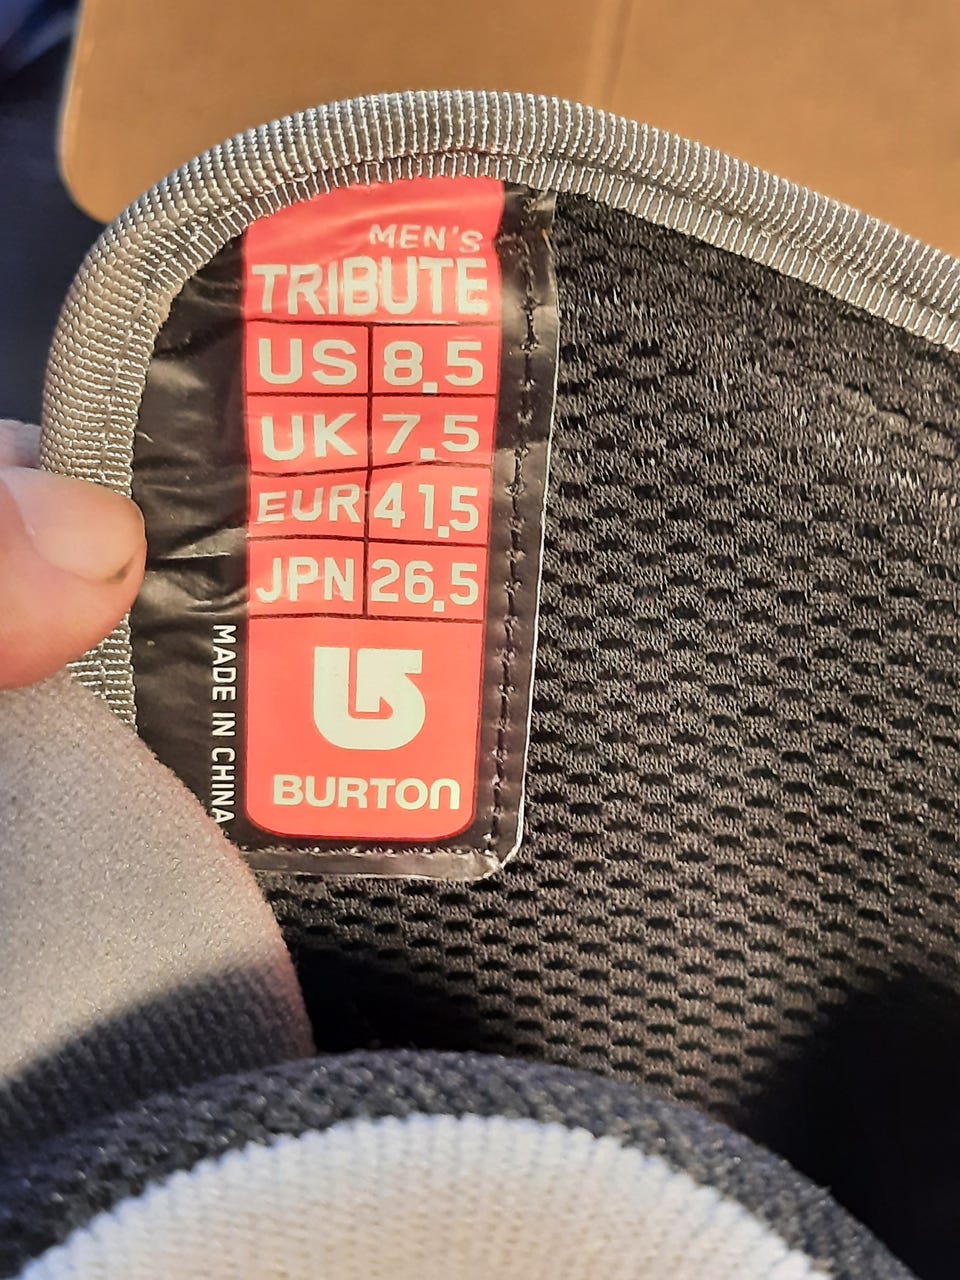 MEN'S
TRIBUTE
US 8.5
UK 7.5
EUR 41.5
JPN 26.5
BURTON
MADE IN CHINA